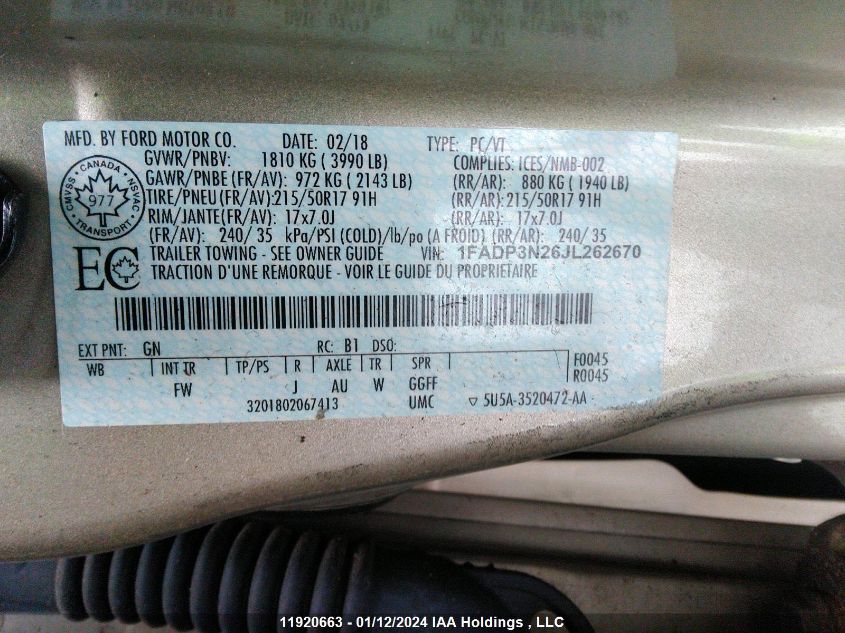 MFD. BY FORD MOTOR CO. DATE: 02/18 TYPE: PC/VT
GVWR/PNBV: 1810 KG ( 3990 LB) COMPLIES: ICES/NMB-002
GAWR/PNBE (FR/AV): 972 KG ( 2143 LB) (RR/AR): 880 KG ( 1940 LB)
TIRE/PNEU (FR/AV):215/50R17 91H (RR/AR):215/50R17 91H
RIM/JANTE(FR/AV): 17x7.0J (RR/AR): 17x7.0J
(FR/AV): 240/ 35 kPa/PSI (COLD)/lb/po (A FROID) (RR/AR): 240/ 35
TRAILER TOWING - SEE OWNER GUIDE VIN: 1FADP3N26JL262670
TRACTION D'UNE REMORQUE - VOIR LE GUIDE DU PROPRIÉTAIRE
CANADA
CMVSS 977 NSVAC
TRANSPORT
EC
EXT PNT: GN RC: B1 DSO:
WB INT TR TP/PS R AXLE TR SPR F0045
FW J AU W GGFF R0045
3201802067413 UMC ▽ 5U5A-3520472-AA
11920663 - 01/12/2024 IAA Holdings , LLC